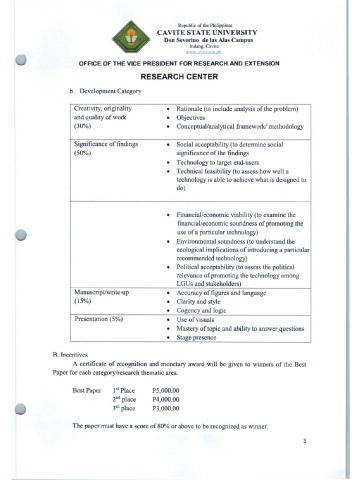 Republic of the Philippines
CAVITE STATE UNIVERSITY
Don Severino de las Alas Campus
Indang, Cavite
www.cvsu.edu.ph
OFFICE OF THE VICE PRESIDENT FOR RESEARCH AND EXTENSION
RESEARCH CENTER
b. Development Category
Creativity, originality
and quality of work
(30%)
• Rationale (to include analysis of the problem)
• Objectives
• Conceptual/analytical framework/ methodology
Significance of findings
(50%)
• Social acceptability (to determine social
significance of the findings
• Technology to target end-users
• Technical feasibility (to assess how well a
technology is able to achieve what is designed to
do)
• Financial/economic viability (to examine the
financial/economic soundness of promoting the
use of a particular technology)
• Environmental soundness (to understand the
ecological implications of introducing a particular
recommended technology)
• Political acceptability (to assess the political
relevance of promoting the technology among
LGUs and stakeholders)
Manuscript/write-up
(15%)
• Accuracy of figures and language
• Clarity and style
• Cogency and logic
Presentation (5%)
• Use of visuals
• Mastery of topic and ability to answer questions
• Stage presence
B. Incentives
A certificate of recognition and monetary award will be given to winners of the Best
Paper for each category/research thematic area.
Best Paper 1st Place P5,000.00
2nd place P4,000.00
3rd place P3,000.00
The paper must have a score of 80% or above to be recognized as winner.
3